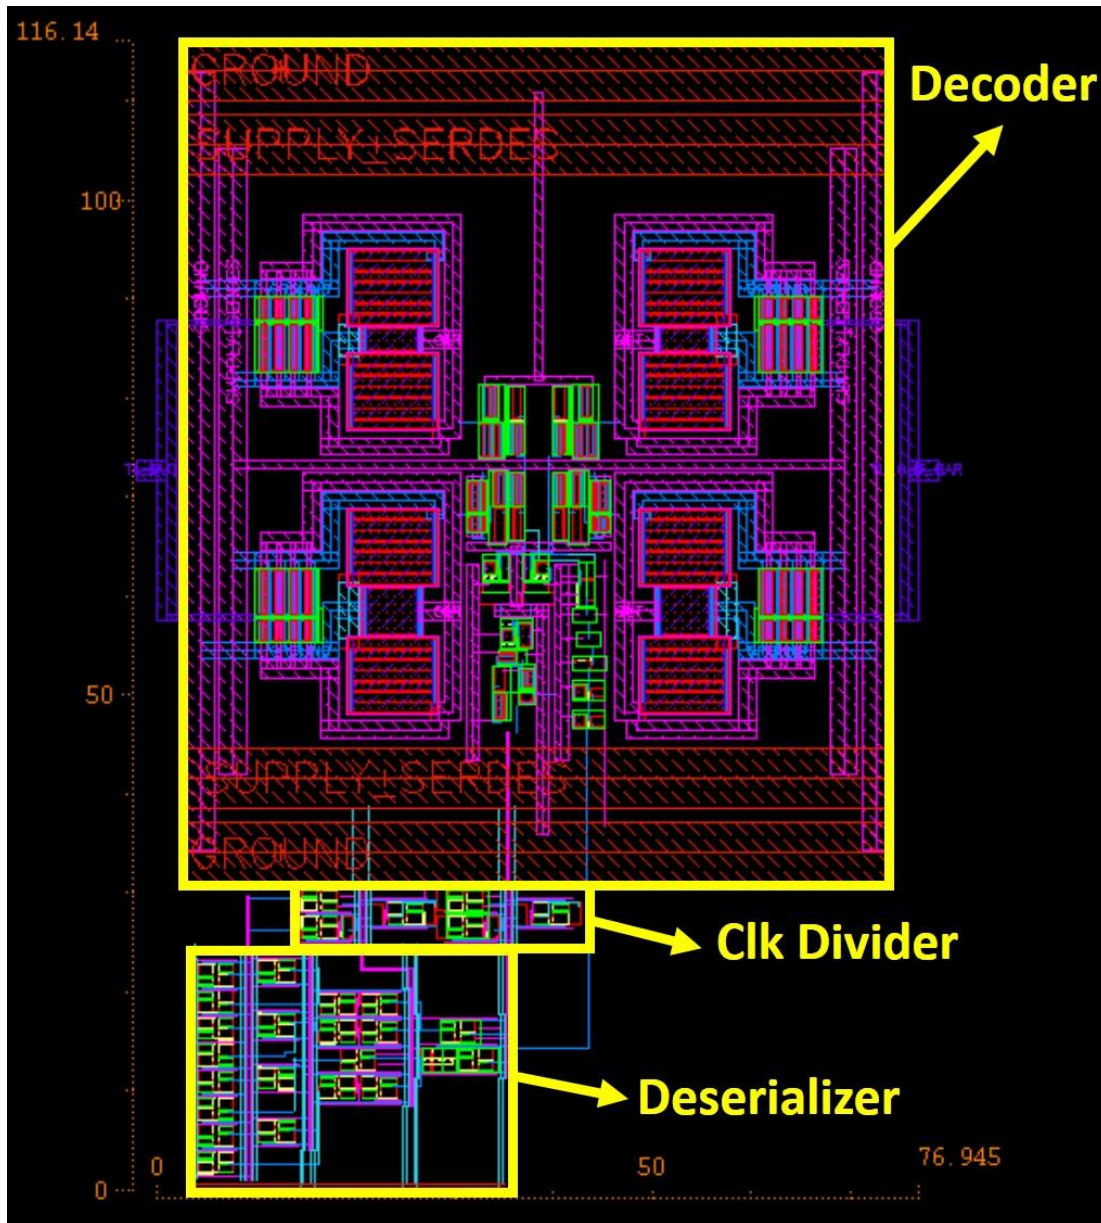 116.14
GROUND
Decoder
SUPPLY_SERDES
100
50
SUPPLY_SERDES
GROUND
Clk Divider
Deserializer
0
50
76.945
0